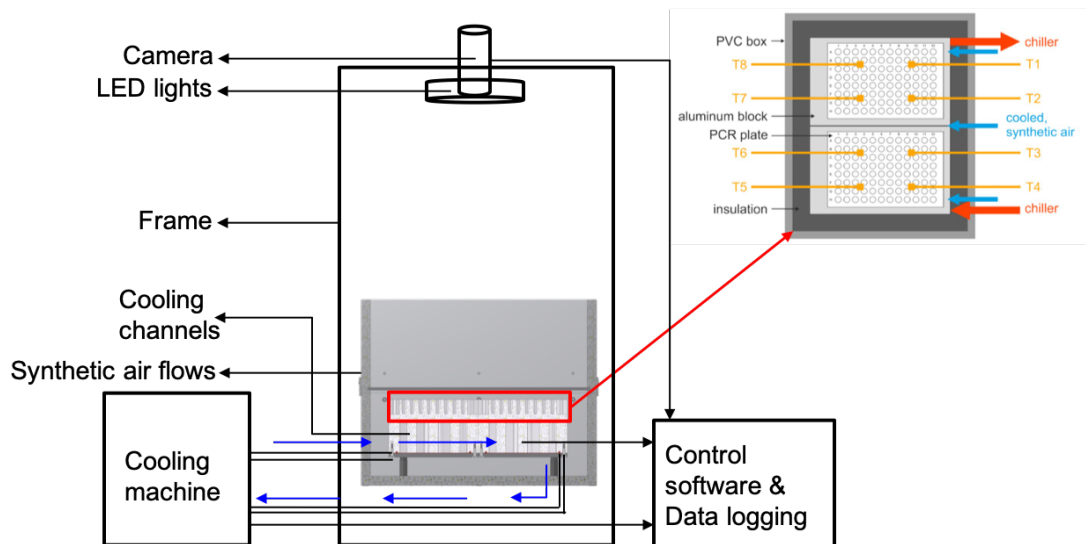 Camera
LED lights
Frame
Cooling
channels
Synthetic air flows
Cooling
machine
Control
software &
Data logging
PVC box
chiller
T8
T1
T7
T2
aluminum block
cooled,
synthetic air
PCR plate
T6
T3
T5
T4
insulation
chiller